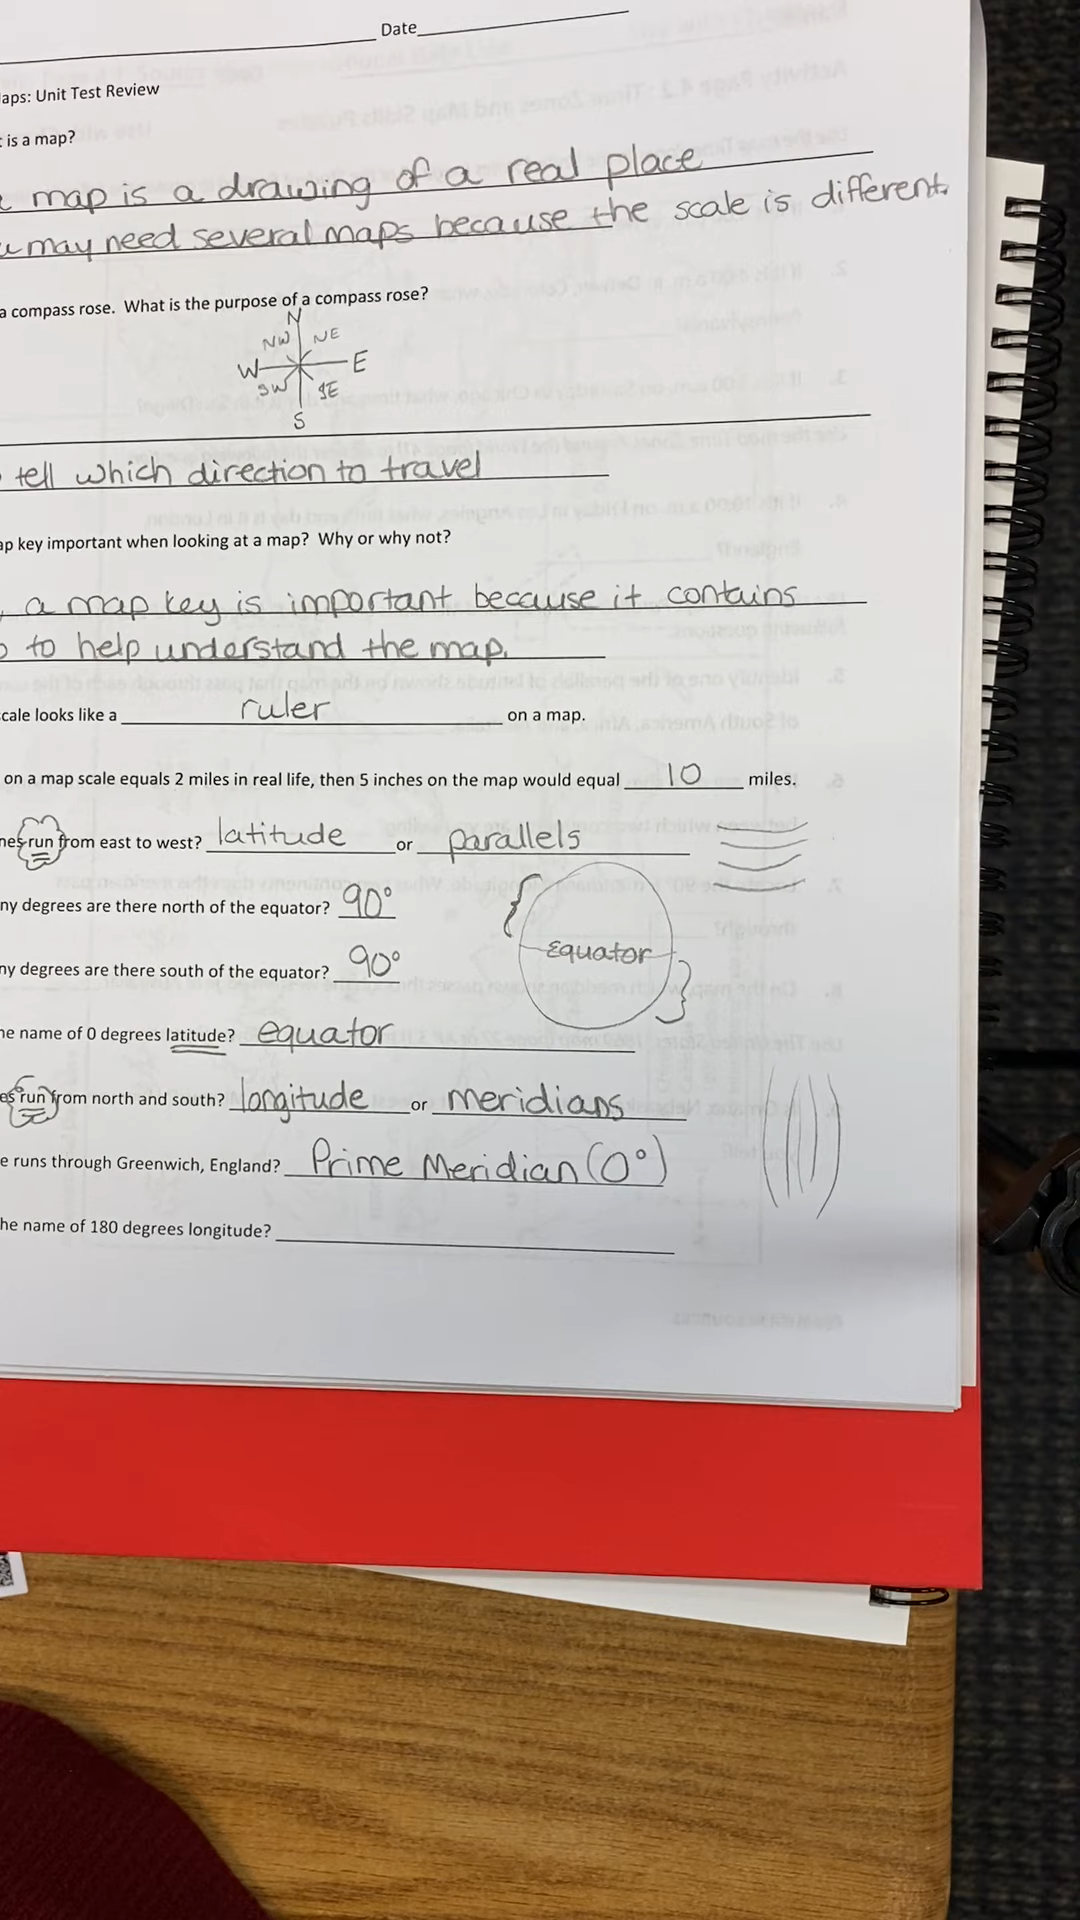 Date
aps: Unit Test Review
is a map?
map is a drawing of a real place
may need several maps because the scale is different.
a compass rose. What is the purpose of a compass rose?
N
NW NE
W E
SW SE
S
tell which direction to travel
ap key important when looking at a map? Why or why not?
, a map key is important because it contains
o to help understand the map.
cale looks like a ruler on a map.
on a map scale equals 2 miles in real life, then 5 inches on the map would equal 10 miles.
nes run from east to west? latitude or parallels
ny degrees are there north of the equator? 90°
Equator
ny degrees are there south of the equator? 90°
he name of 0 degrees latitude? equator
es run from north and south? longitude or meridians
e runs through Greenwich, England? Prime Meridian (0°)
he name of 180 degrees longitude?